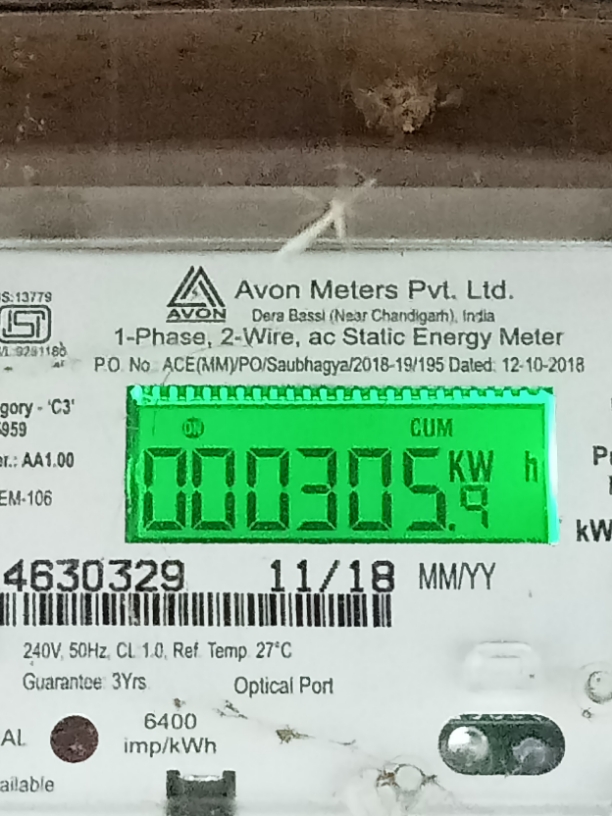 AVON
Avon Meters Pvt. Ltd.
Dera Bassi (Near Chandigarh), India
1-Phase, 2-Wire, ac Static Energy Meter
P.O. No. ACE(MM)/PO/Saubhagya/2018-19/195 Dated: 12-10-2018
S:13779
ISI
gory - 'C3'
5959
er.: AA1.00
EM-106
ON
CUM
000305.9 KW h
kW
4630329 11/18 MM/YY
240V, 50Hz, CL 1.0, Ref. Temp. 27°C
Guarantee: 3Yrs.
Optical Port
AL
6400
imp/kWh
ailable